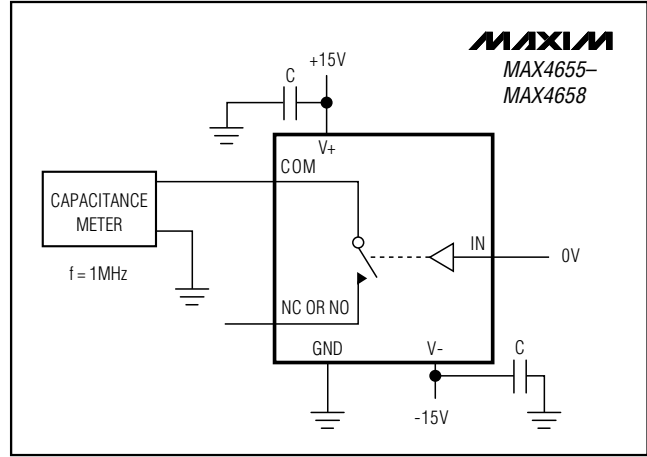 MAXIM
MAX4655–
MAX4658
+15V
C
V+
COM
CAPACITANCE
METER
f = 1MHz
IN
0V
NC OR NO
GND
V-
C
-15V